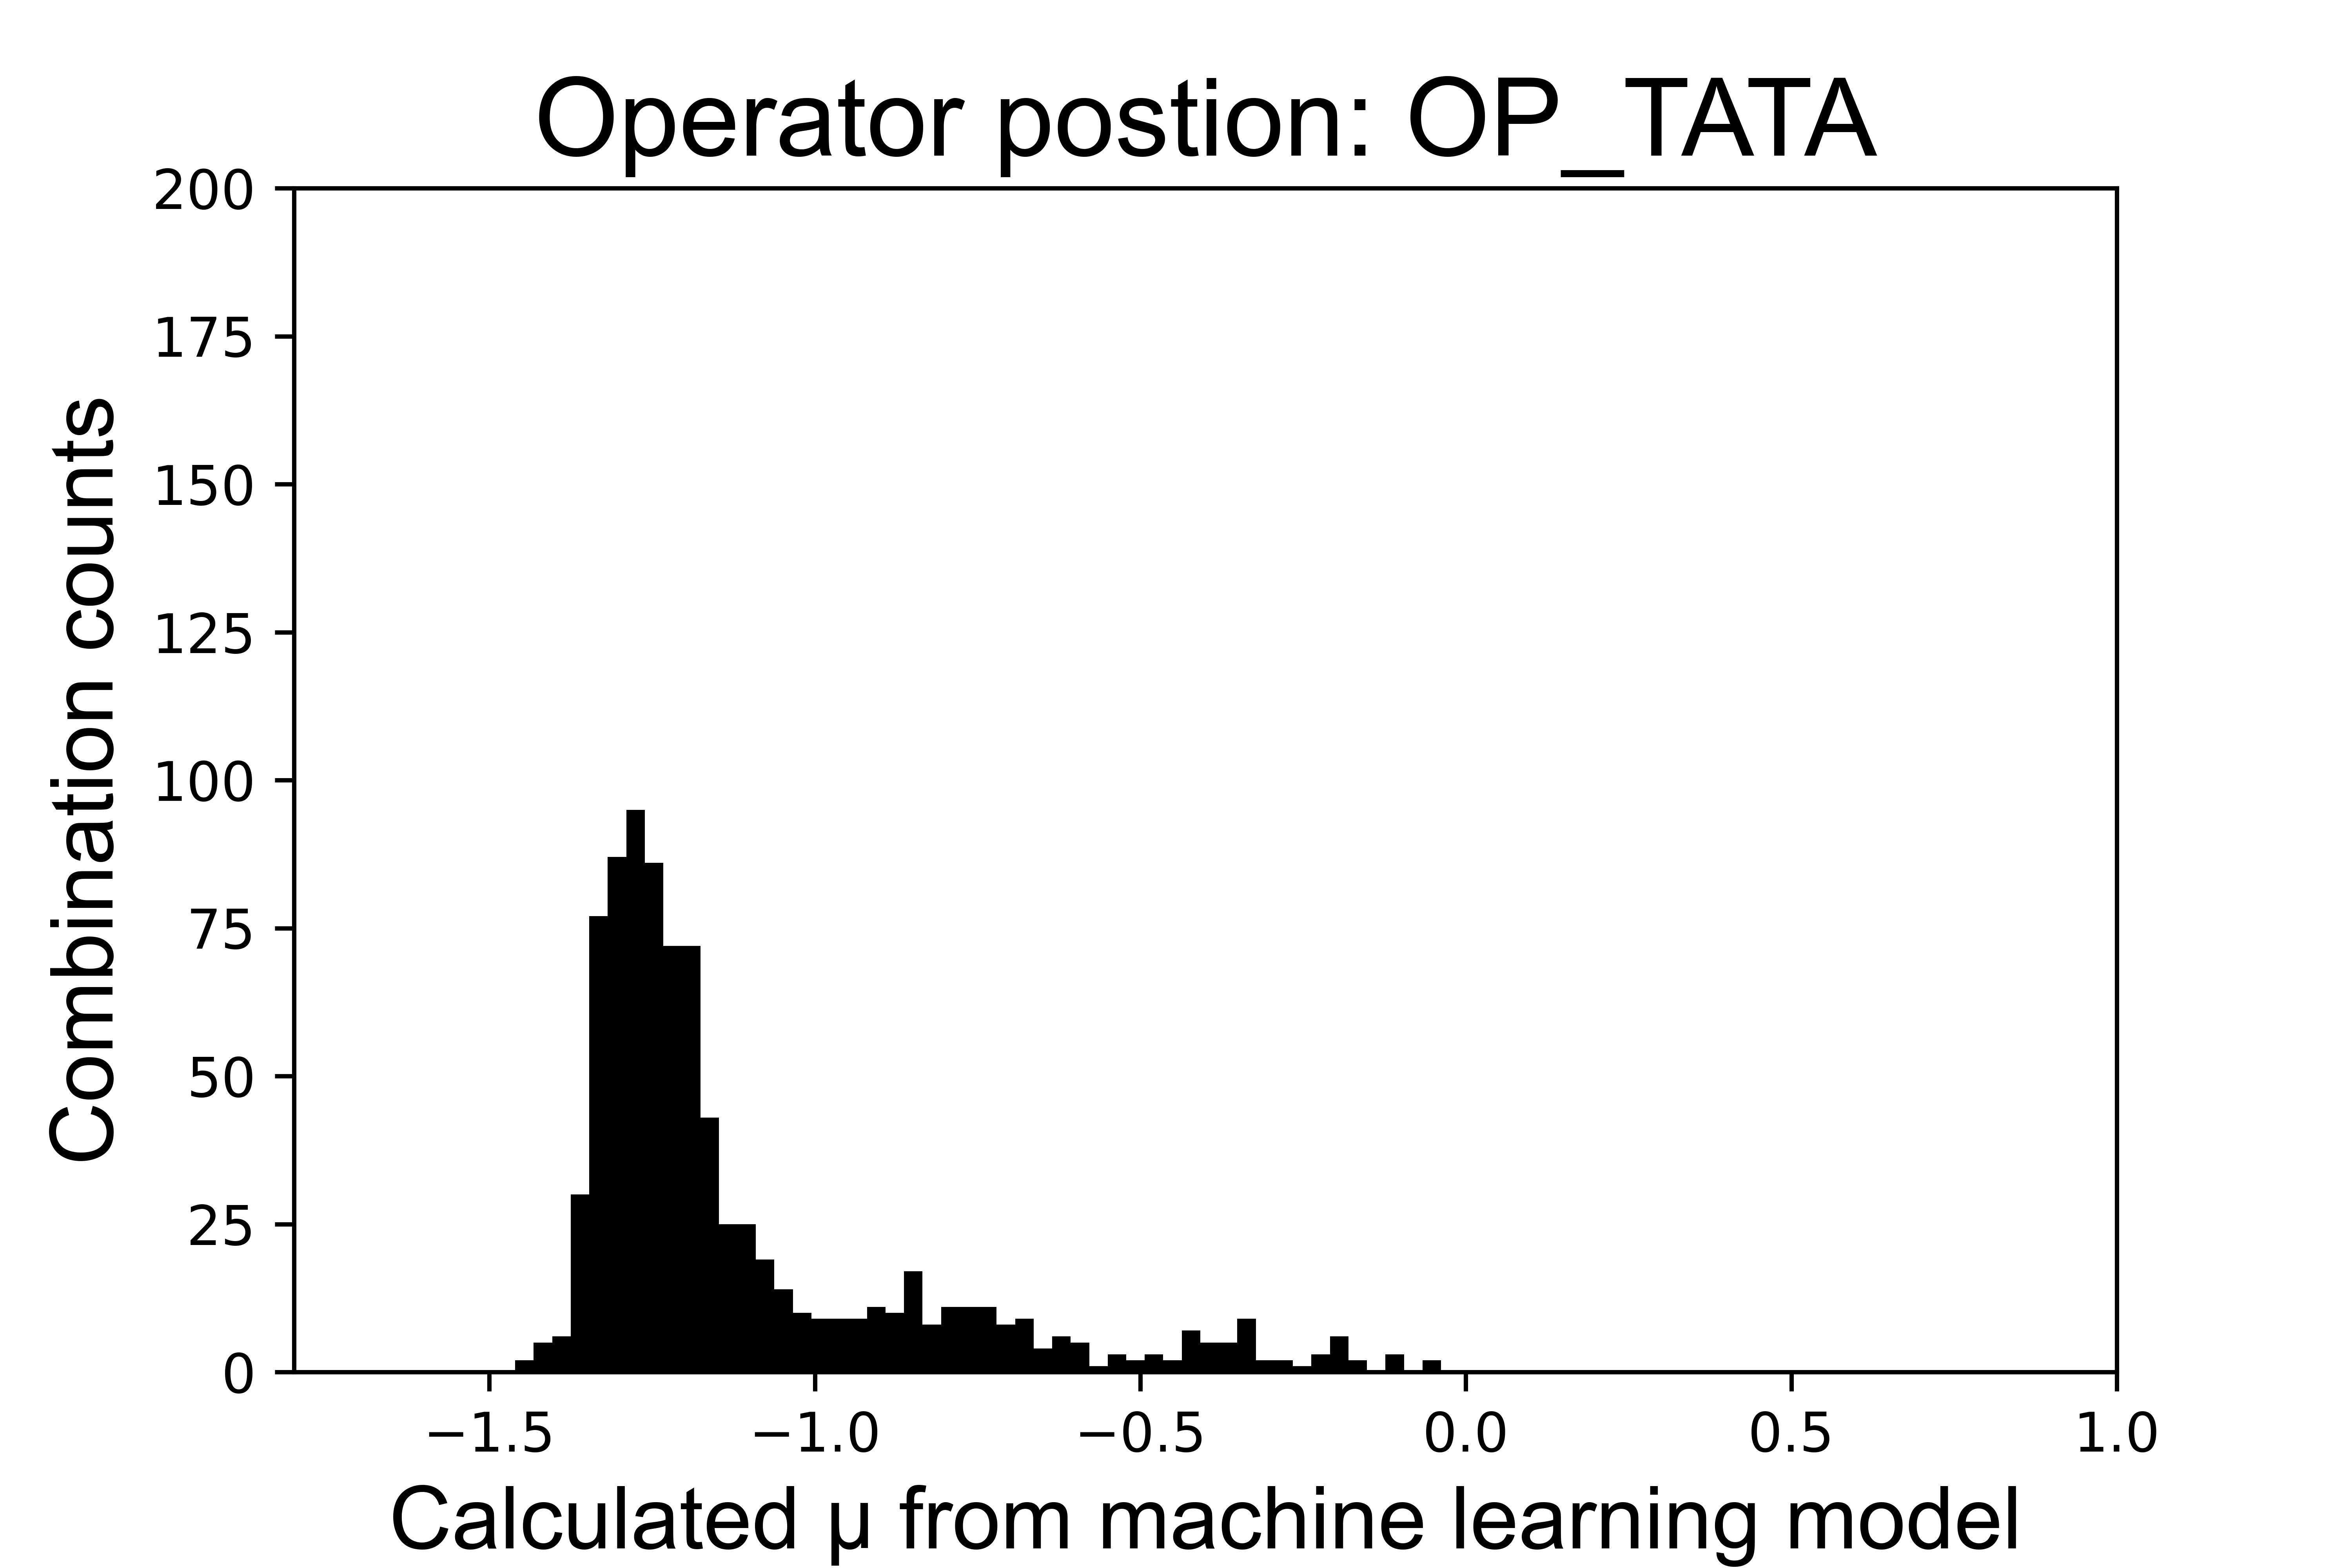 Operator postion: OP_TATA
200
175
150
125
100
75
50
25
0
Combination counts
−1.5 −1.0 −0.5 0.0 0.5 1.0
Calculated μ from machine learning model